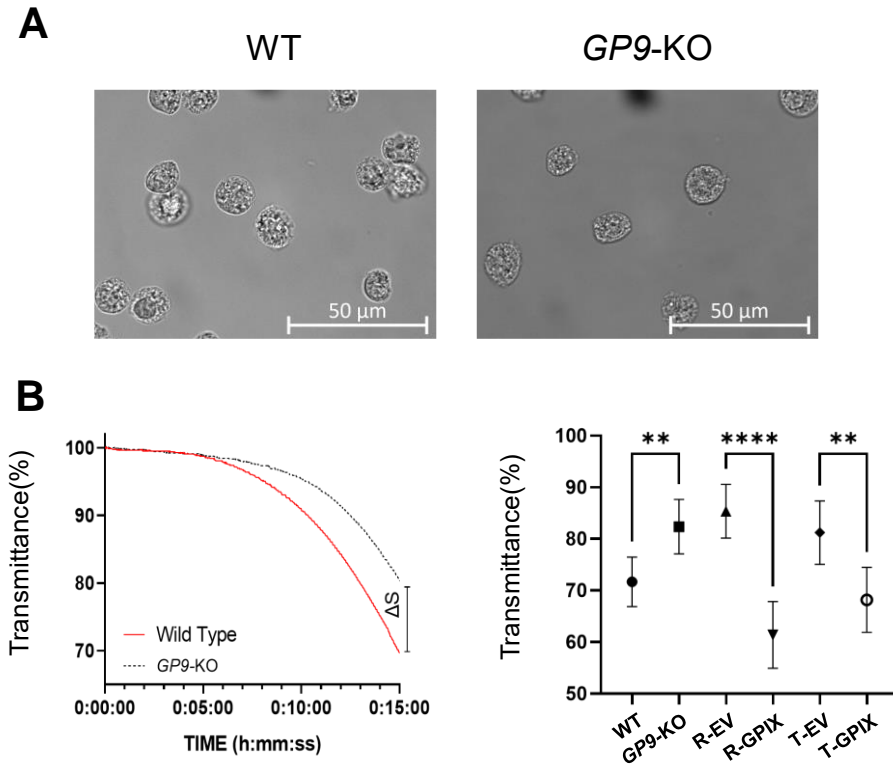 A
WT
GP9-KO
50 µm
50 µm
B
Transmittance(%)
100
90
80
70
Wild Type
GP9-KO
ΔS
0:00:00
0:05:00
0:10:00
0:15:00
TIME (h:mm:ss)
Transmittance(%)
100
90
80
70
60
50
**
****
**
WT
GP9-KO
R-EV
R-GPIX
T-EV
T-GPIX